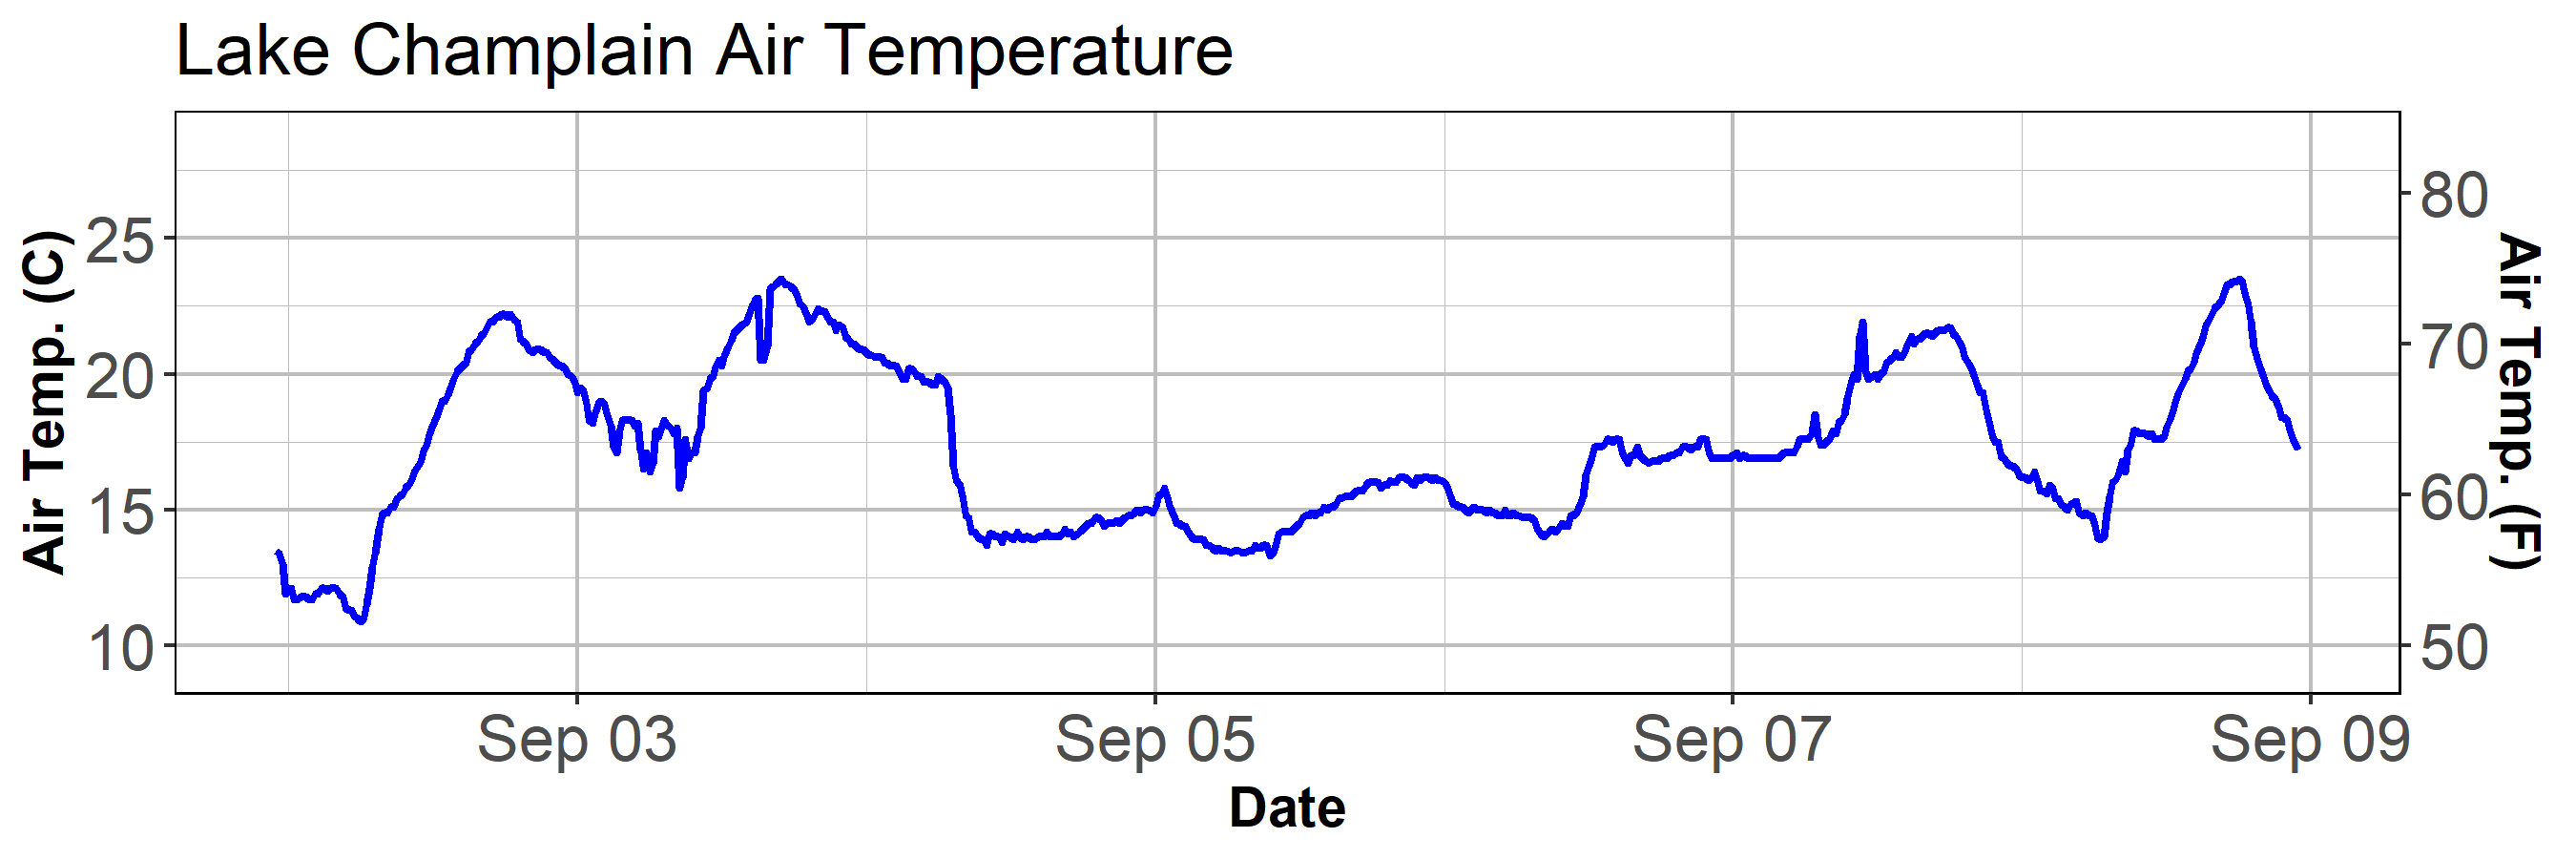 Lake Champlain Air Temperature
Air Temp. (C)
25
20
15
10
80
70
60
50
Air Temp. (F)
Sep 03
Sep 05
Sep 07
Sep 09
Date